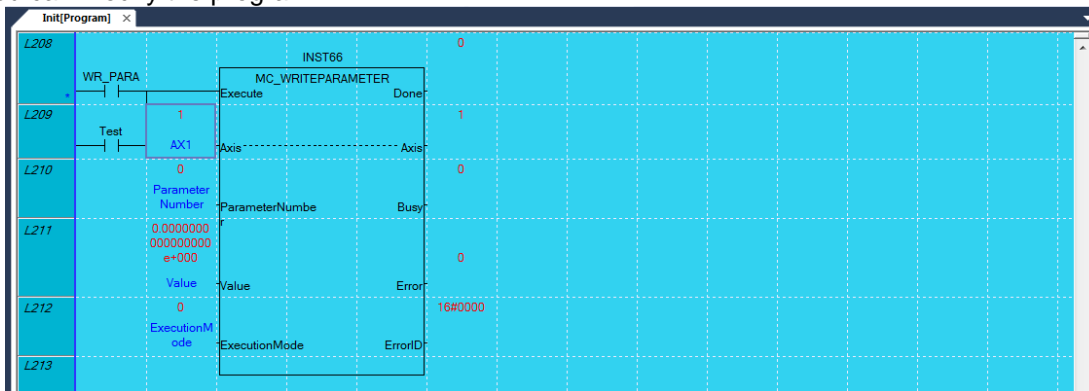 Init[Program] ×
L208
0
INST66
WR_PARA
MC_WRITEPARAMETER
Execute Done
*
L209
1
1
Test
AX1
Axis Axis
L210
0
0
Parameter
Number
ParameterNumbe
r
Busy
L211
0.0000000
000000000
e+000
0
Value
Value Error
L212
0
16#0000
ExecutionM
ode
ExecutionMode ErrorID
L213